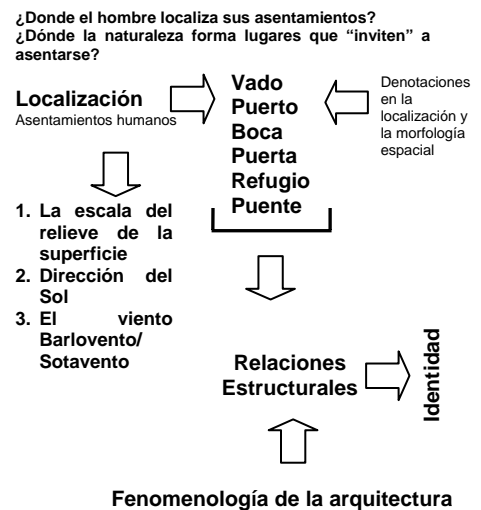 ¿Donde el hombre localiza sus asentamientos?
¿Dónde la naturaleza forma lugares que “inviten” a
asentarse?
Localización
Asentamientos humanos
Vado
Puerto
Boca
Puerta
Refugio
Puente
Denotaciones
en la
localización y
la morfología
espacial
1. La escala del
relieve de la
superficie
2. Dirección del
Sol
3. El viento
Barlovento/
Sotavento
Relaciones
Estructurales
Identidad
Fenomenología de la arquitectura